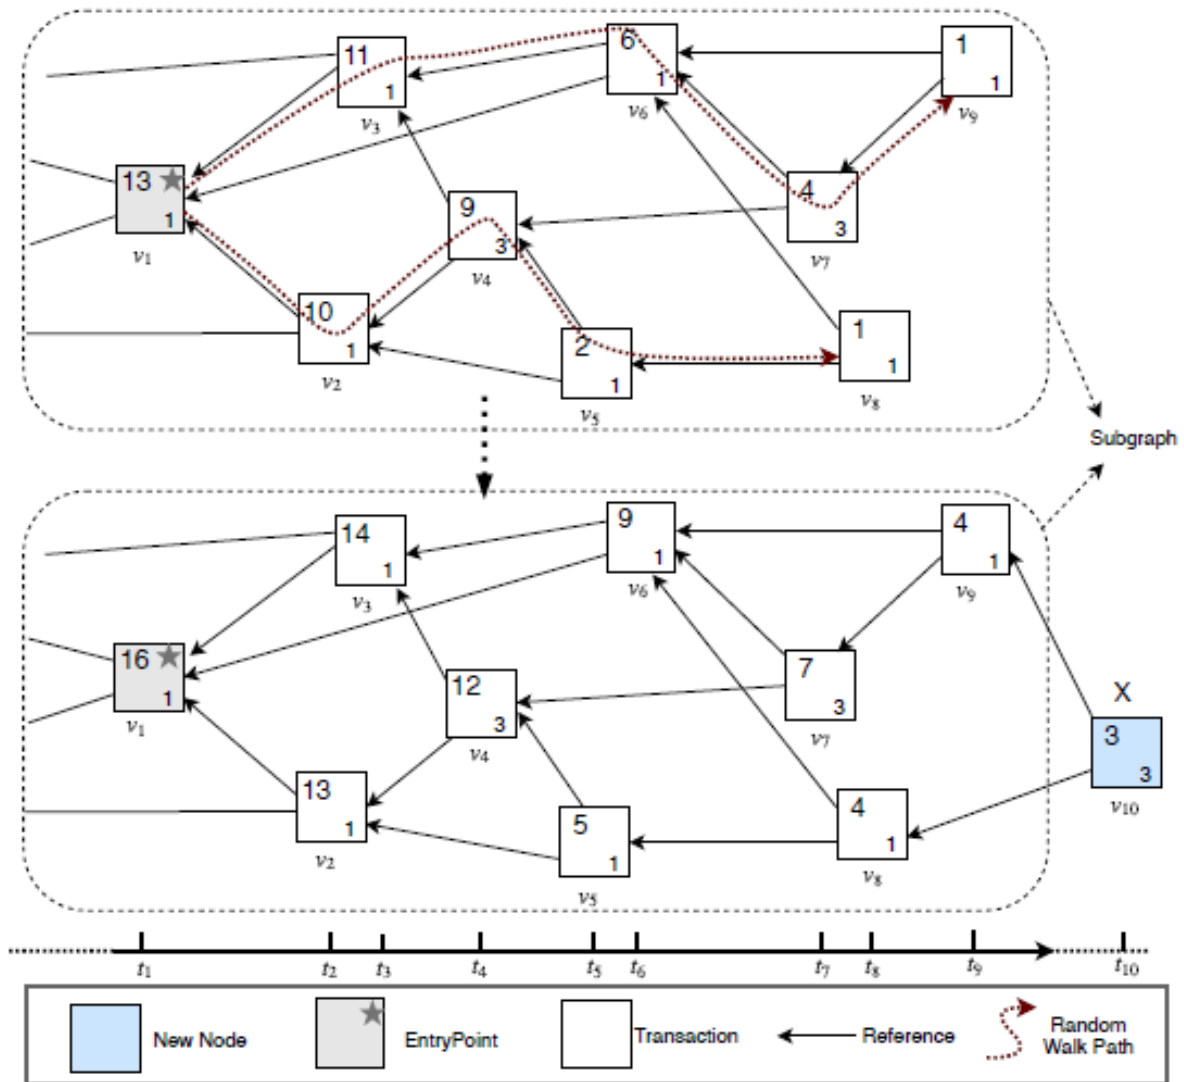 11
1
v3
6
1
v6
1
1
v9
13
1
v1
9
3
v4
4
3
v7
10
1
v2
2
1
v5
1
1
v8
Subgraph
14
1
v3
9
1
v6
4
1
v9
16
1
v1
12
3
v4
7
3
v7
X
3
3
v10
13
1
v2
5
1
v5
4
1
v8
t1 t2 t3 t4 t5 t6 t7 t8 t9 t10
New Node
EntryPoint
Transaction
Reference
Random
Walk Path